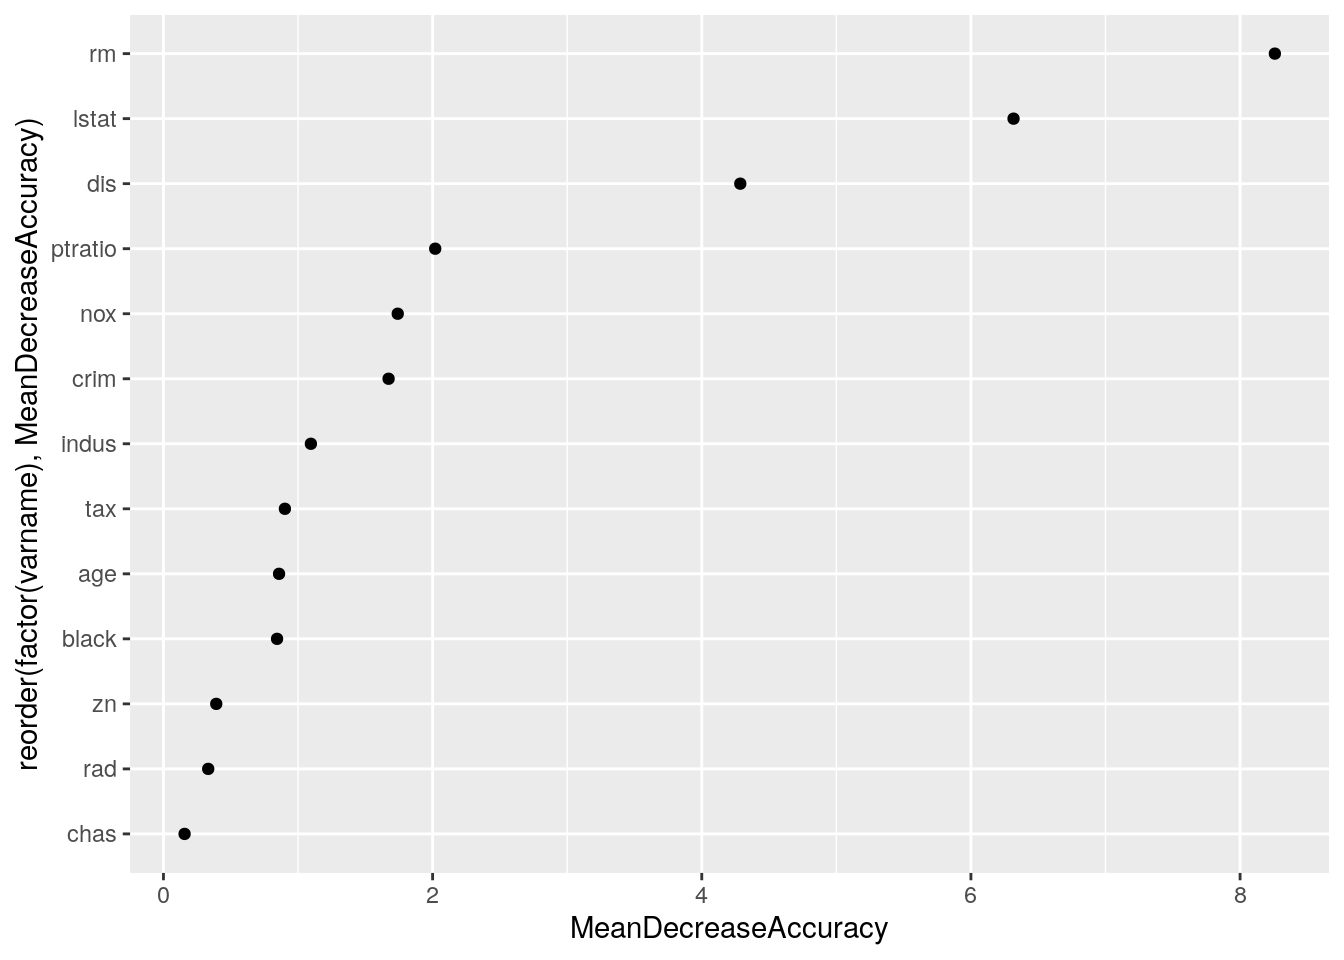 reorder(factor(varname), MeanDecreaseAccuracy)
rm
lstat
dis
ptratio
nox
crim
indus
tax
age
black
zn
rad
chas
0 2 4 6 8
MeanDecreaseAccuracy